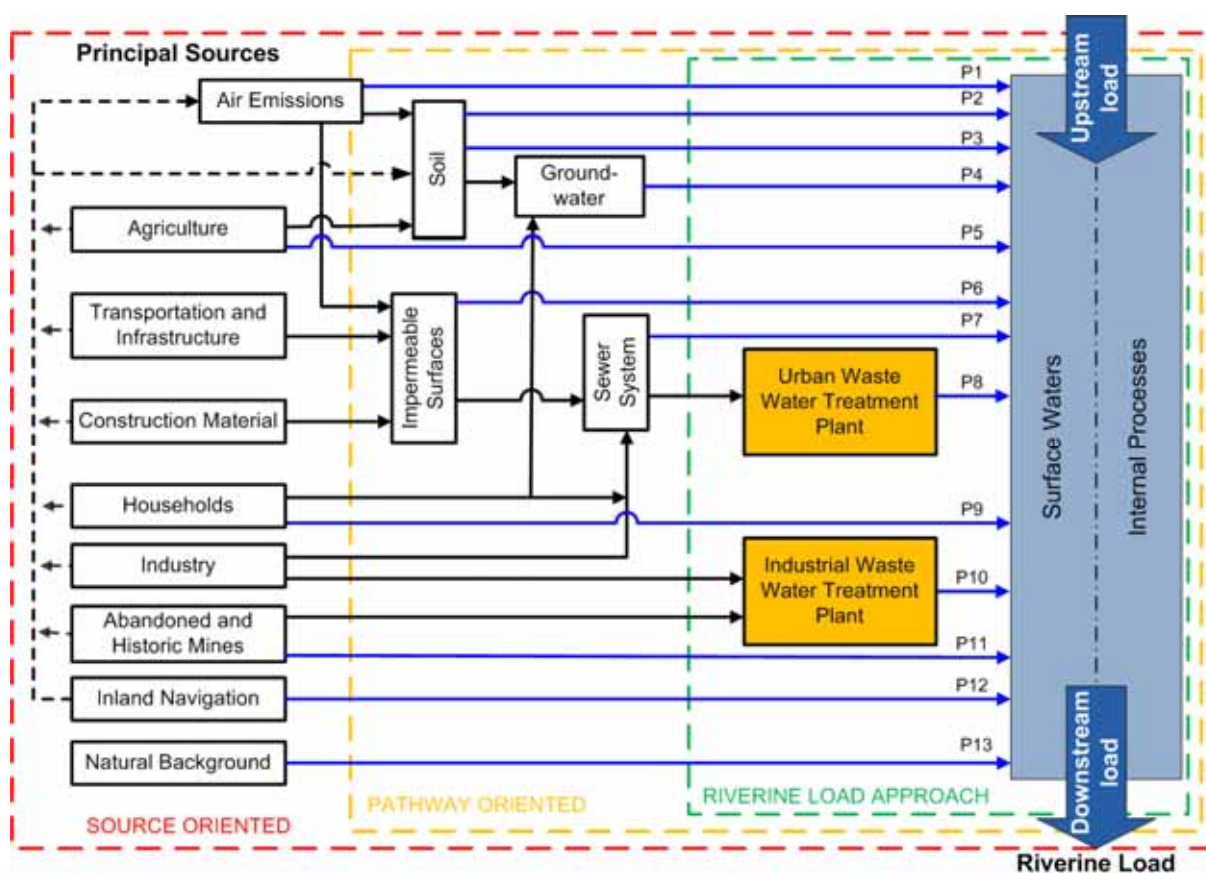 Principal Sources
Air Emissions
Agriculture
Transportation and
Infrastructure
Construction Material
Households
Industry
Abandoned and
Historic Mines
Inland Navigation
Natural Background
SOURCE ORIENTED
Soil
Ground-
water
Impermeable
Surfaces
Sewer
System
PATHWAY ORIENTED
Urban Waste
Water Treatment
Plant
Industrial Waste
Water Treatment
Plant
RIVERINE LOAD APPROACH
P1
P2
P3
P4
P5
P6
P7
P8
P9
P10
P11
P12
P13
Upstream
load
Surface Waters
Internal Processes
Downstream
load
Riverine Load